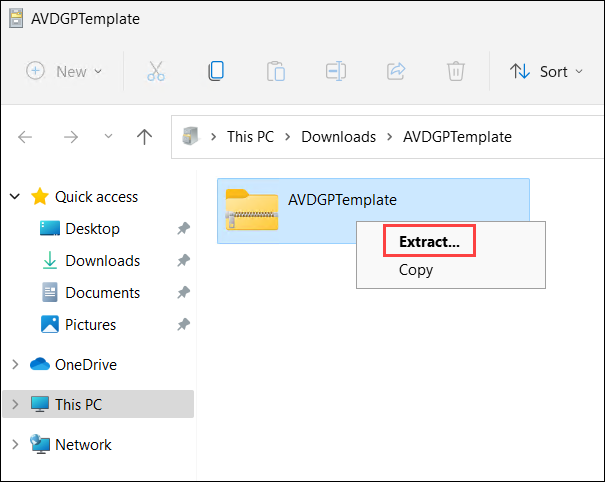 AVDGPTemplate
New
Sort
This PC
Downloads
AVDGPTemplate
Quick access
Desktop
Downloads
Documents
Pictures
OneDrive
This PC
Network
AVDGPTemplate
Extract...
Copy